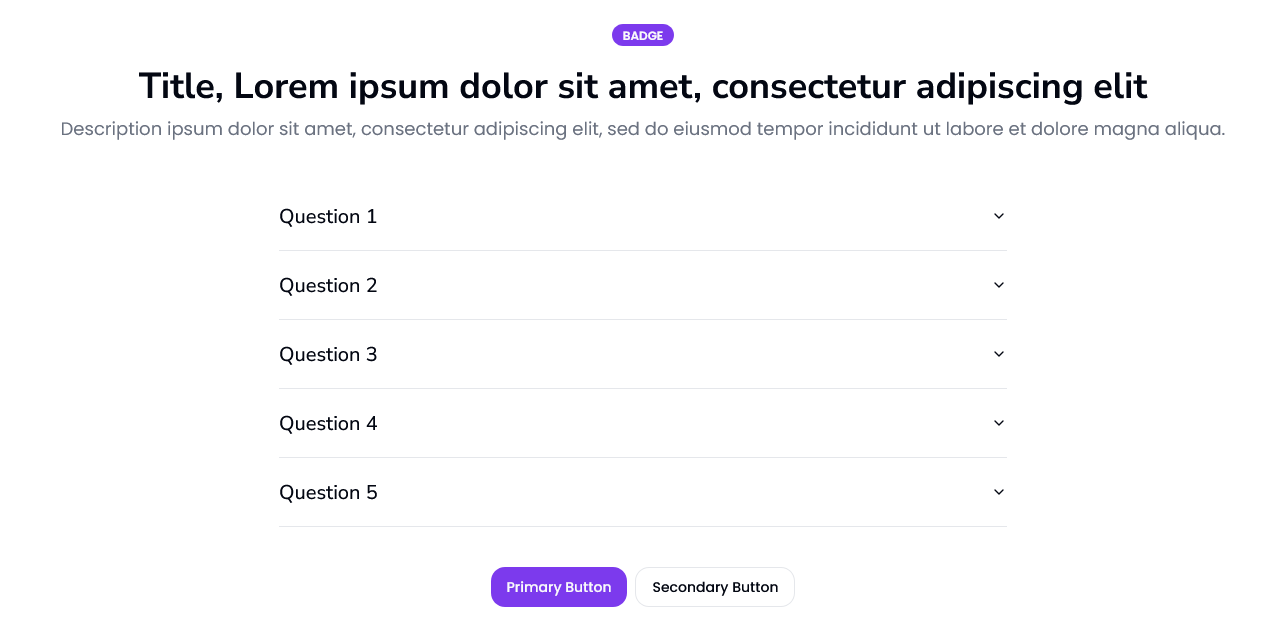 BADGE
Title, Lorem ipsum dolor sit amet, consectetur adipiscing elit
Description ipsum dolor sit amet, consectetur adipiscing elit, sed do eiusmod tempor incididunt ut labore et dolore magna aliqua.
Question 1
Question 2
Question 3
Question 4
Question 5
Primary Button
Secondary Button